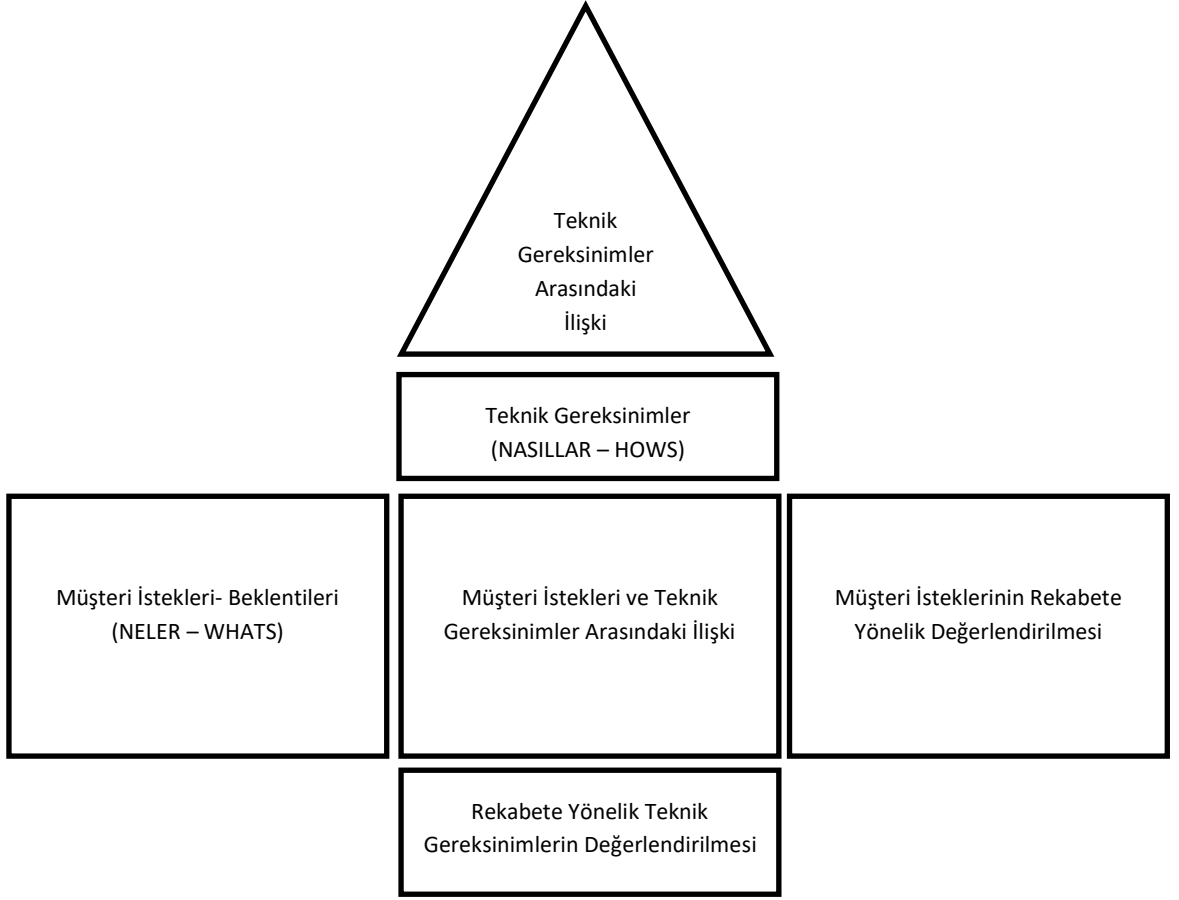 Teknik
Gereksinimler
Arasındaki
İlişki
Teknik Gereksinimler
(NASILLAR – HOWS)
Müşteri İstekleri- Beklentileri
(NELER – WHATS)
Müşteri İstekleri ve Teknik
Gereksinimler Arasındaki İlişki
Müşteri İsteklerinin Rekabete
Yönelik Değerlendirilmesi
Rekabete Yönelik Teknik
Gereksinimlerin Değerlendirilmesi